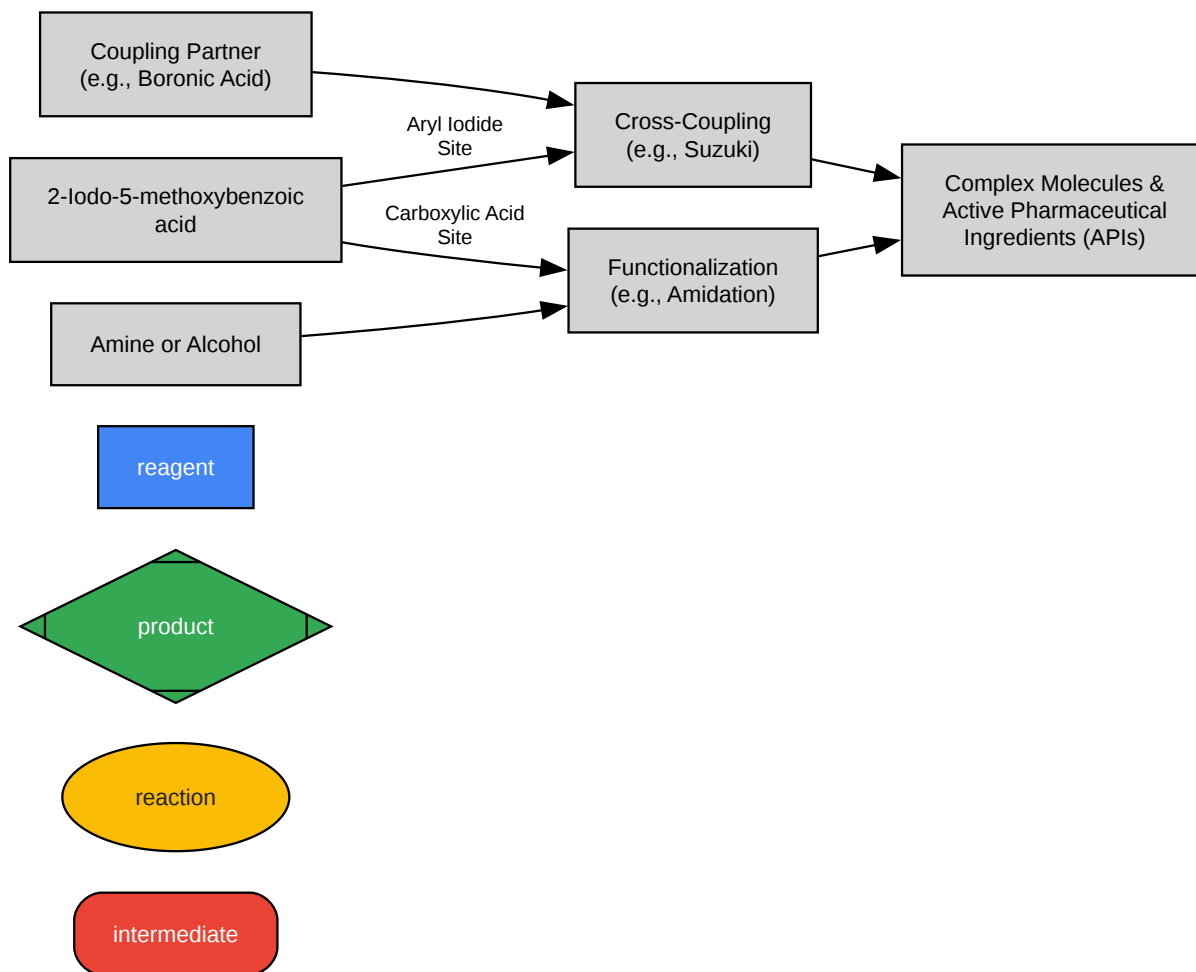 Coupling Partner
(e.g., Boronic Acid)
Aryl Iodide
Site
Cross-Coupling
(e.g., Suzuki)
2-Iodo-5-methoxybenzoic
acid
Complex Molecules &
Active Pharmaceutical
Ingredients (APIs)
Carboxylic Acid
Site
Functionalization
(e.g., Amidation)
Amine or Alcohol
reagent
product
reaction
intermediate